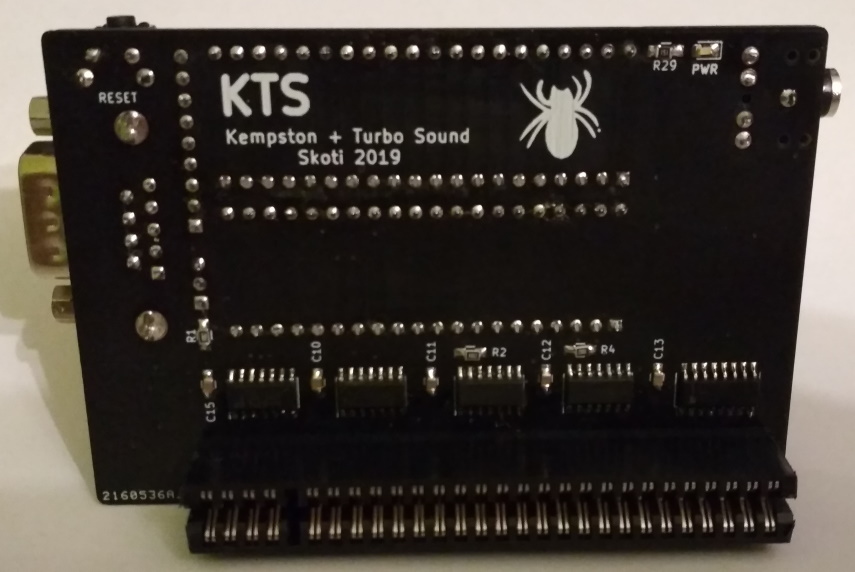 R29
PWR
RESET
KTS
Kempston + Turbo Sound
Skoti 2019
R1
C10
C11
R2
C12
R4
C13
C15
2160536A